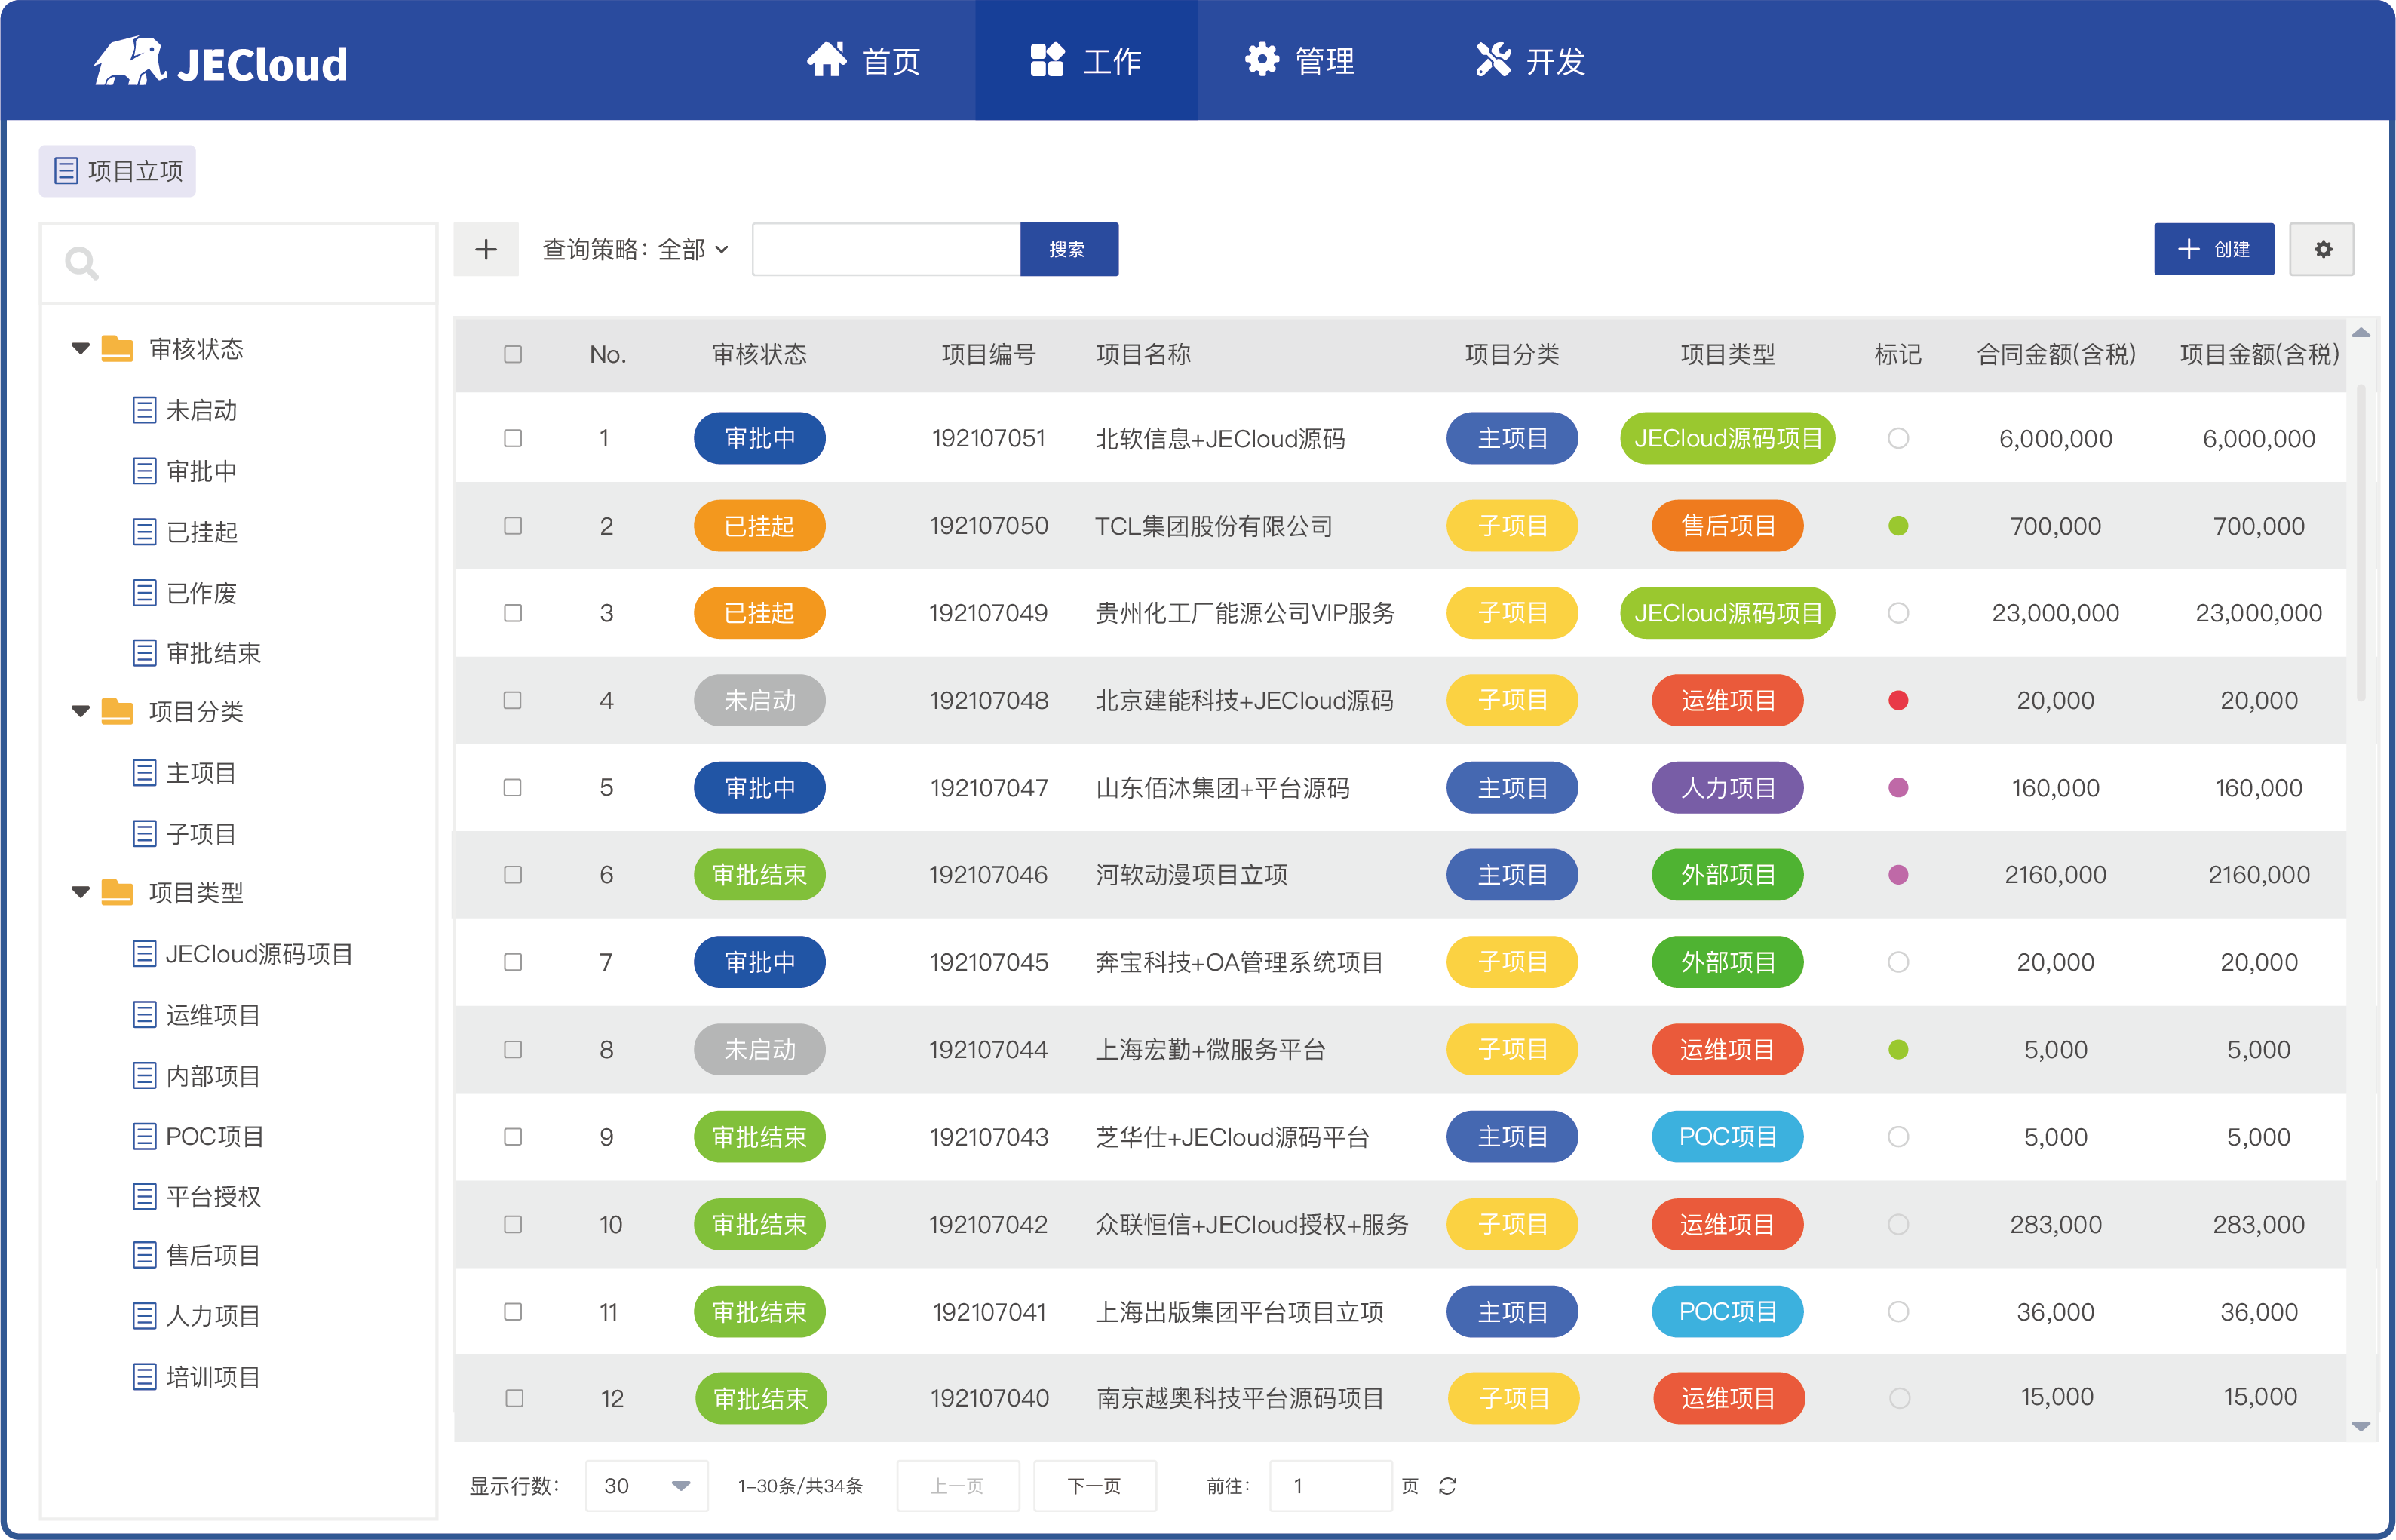 JECloud 首页 工作 管理 开发
项目立项
查询策略：全部 搜索 创建
审核状态
未启动
审批中
已挂起
已作废
审批结束
项目分类
主项目
子项目
项目类型
JECloud源码项目
运维项目
内部项目
POC项目
平台授权
售后项目
人力项目
培训项目
No. 审核状态 项目编号 项目名称 项目分类 项目类型 标记 合同金额(含税) 项目金额(含税)
1 审批中 192107051 北软信息+JECloud源码 主项目 JECloud源码项目 6,000,000 6,000,000
2 已挂起 192107050 TCL集团股份有限公司 子项目 售后项目 700,000 700,000
3 已挂起 192107049 贵州化工厂能源公司VIP服务 子项目 JECloud源码项目 23,000,000 23,000,000
4 未启动 192107048 北京建能科技+JECloud源码 子项目 运维项目 20,000 20,000
5 审批中 192107047 山东佰沐集团+平台源码 主项目 人力项目 160,000 160,000
6 审批结束 192107046 河软动漫项目立项 主项目 外部项目 2160,000 2160,000
7 审批中 192107045 奔宝科技+OA管理系统项目 子项目 外部项目 20,000 20,000
8 未启动 192107044 上海宏勤+微服务平台 子项目 运维项目 5,000 5,000
9 审批结束 192107043 芝华仕+JECloud源码平台 主项目 POC项目 5,000 5,000
10 审批结束 192107042 众联恒信+JECloud授权+服务 子项目 运维项目 283,000 283,000
11 审批结束 192107041 上海出版集团平台项目立项 主项目 POC项目 36,000 36,000
12 审批结束 192107040 南京越奥科技平台源码项目 子项目 运维项目 15,000 15,000
显示行数： 30 1-30条/共34条 上一页 下一页 前往： 1 页